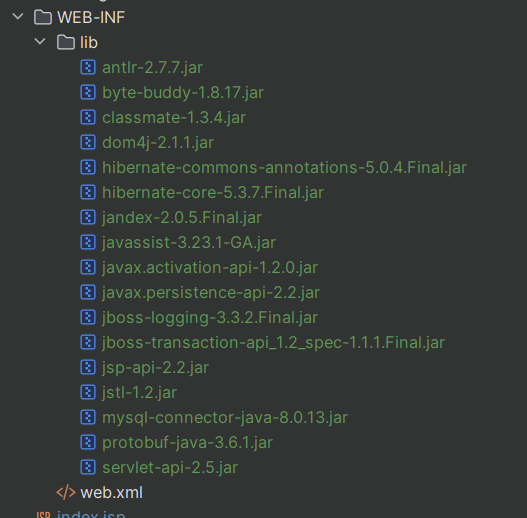 WEB-INF
lib
antlr-2.7.7.jar
byte-buddy-1.8.17.jar
classmate-1.3.4.jar
dom4j-2.1.1.jar
hibernate-commons-annotations-5.0.4.Final.jar
hibernate-core-5.3.7.Final.jar
jandex-2.0.5.Final.jar
javassist-3.23.1-GA.jar
javax.activation-api-1.2.0.jar
javax.persistence-api-2.2.jar
jboss-logging-3.3.2.Final.jar
jboss-transaction-api_1.2_spec-1.1.1.Final.jar
jsp-api-2.2.jar
jstl-1.2.jar
mysql-connector-java-8.0.13.jar
protobuf-java-3.6.1.jar
servlet-api-2.5.jar
</> web.xml
JSP index.jsp